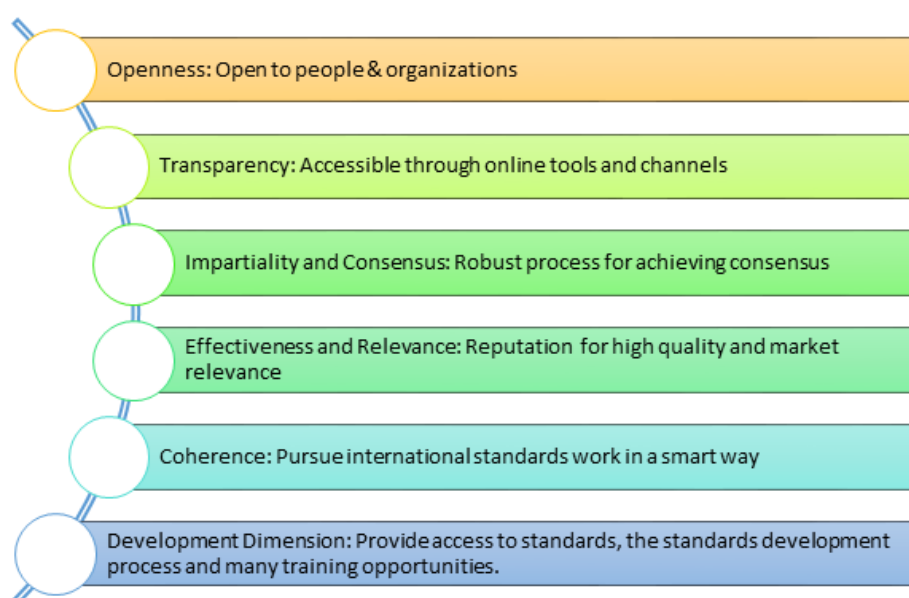 Openness: Open to people & organizations
Transparency: Accessible through online tools and channels
Impartiality and Consensus: Robust process for achieving consensus
Effectiveness and Relevance: Reputation for high quality and market
relevance
Coherence: Pursue international standards work in a smart way
Development Dimension: Provide access to standards, the standards development
process and many training opportunities.